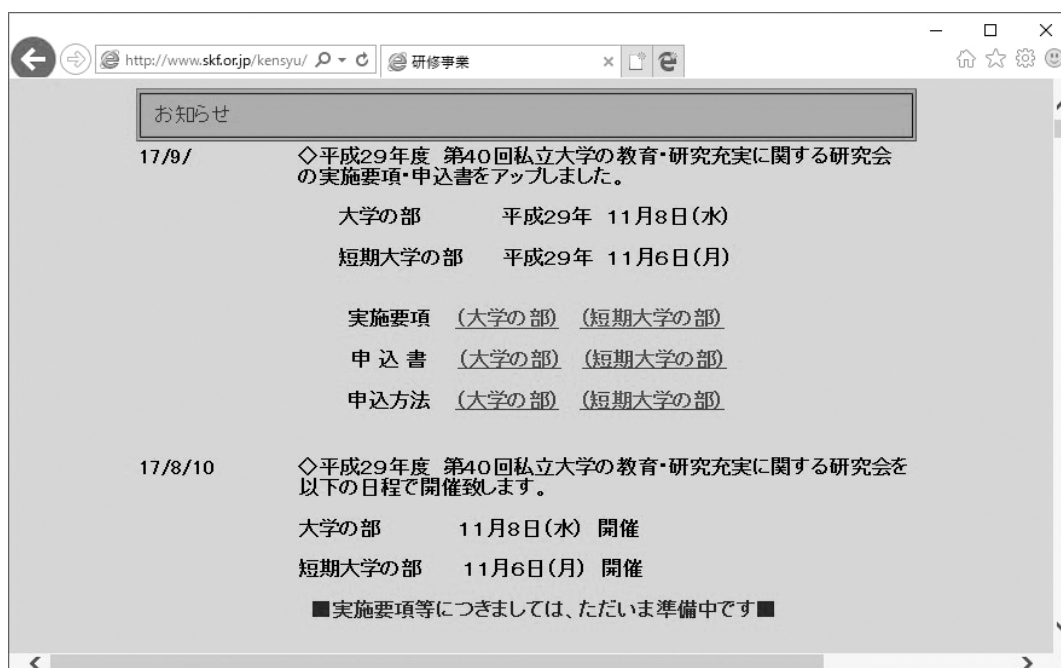 http://www.skf.or.jp/kensyu/
研修事業
お知らせ
17/9/
◇平成29年度 第40回私立大学の教育・研究充実に関する研究会
の実施要項・申込書をアップしました。
大学の部 平成29年 11月8日(水)
短期大学の部 平成29年 11月6日(月)
実施要項 (大学の部) (短期大学の部)
申 込 書 (大学の部) (短期大学の部)
申込方法 (大学の部) (短期大学の部)
17/8/10
◇平成29年度 第40回私立大学の教育・研究充実に関する研究会を
以下の日程で開催致します。
大学の部 11月8日(水) 開催
短期大学の部 11月6日(月) 開催
■実施要項等につきましては、ただいま準備中です■